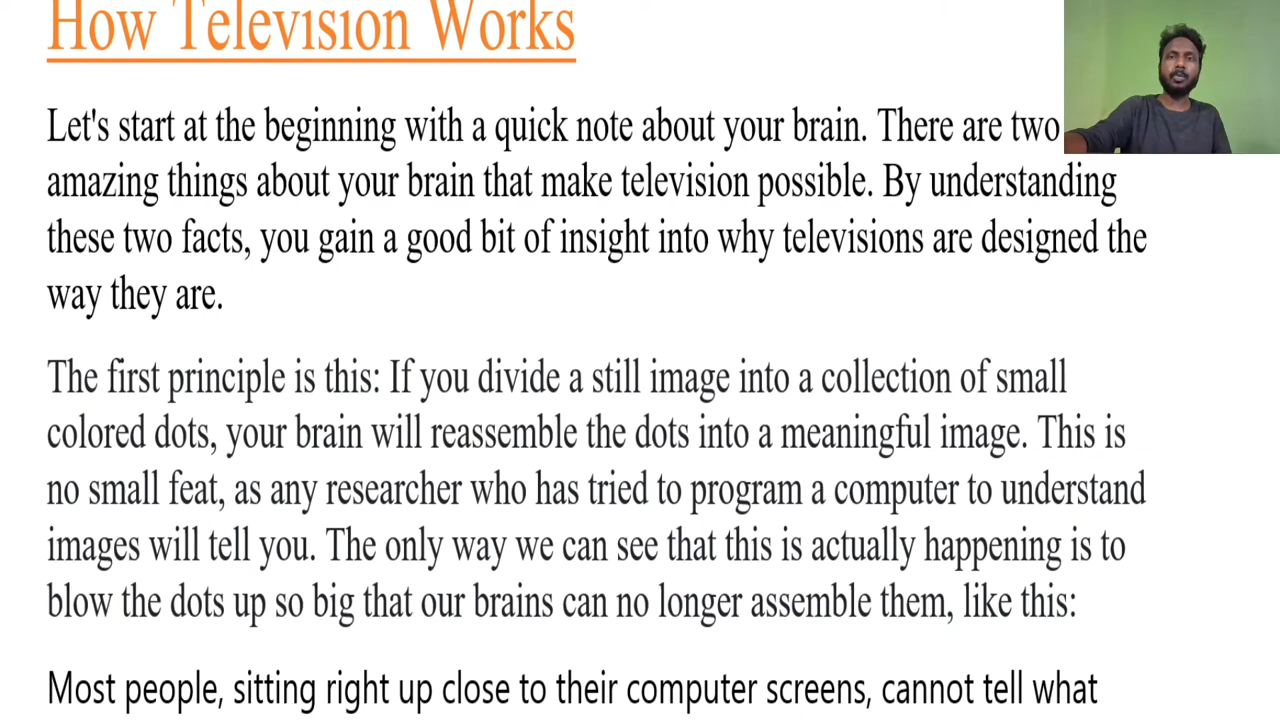 How Television Works
Let's start at the beginning with a quick note about your brain. There are two
amazing things about your brain that make television possible. By understanding
these two facts, you gain a good bit of insight into why televisions are designed the
way they are.
The first principle is this: If you divide a still image into a collection of small
colored dots, your brain will reassemble the dots into a meaningful image. This is
no small feat, as any researcher who has tried to program a computer to understand
images will tell you. The only way we can see that this is actually happening is to
blow the dots up so big that our brains can no longer assemble them, like this:
Most people, sitting right up close to their computer screens, cannot tell what